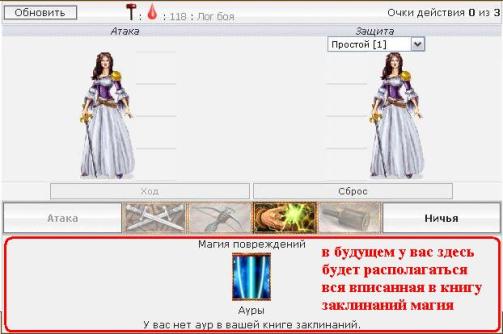 Обновить : : 118 : Лог боя Очки действия 0 из 3
Атака Защита
Простой [1]
Ход Сброс
Атака Ничья
Магия повреждений
Ауры
У вас нет аур в вашей книге заклинаний.
в будущем у вас здесь
будет располагаться
вся вписанная в книгу
заклинаний магия